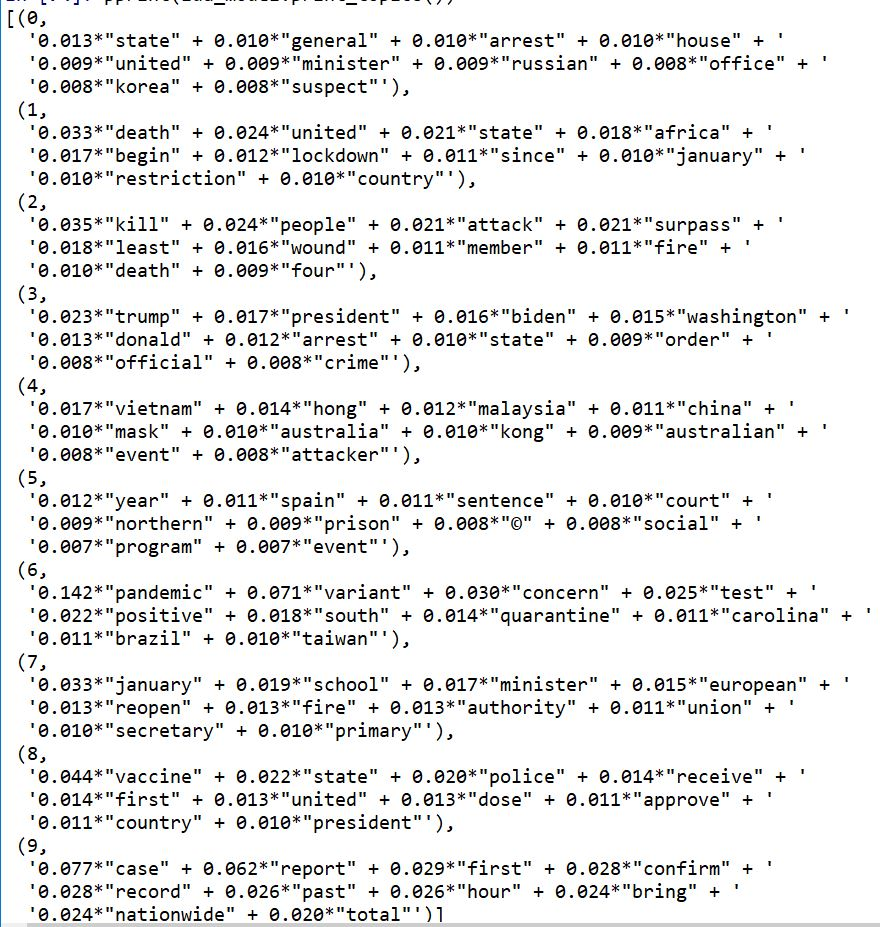 [(0,
'0.013*"state" + 0.010*"general" + 0.010*"arrest" + 0.010*"house" + '
'0.009*"united" + 0.009*"minister" + 0.009*"russian" + 0.008*"office" + '
'0.008*"korea" + 0.008*"suspect"'),
(1,
'0.033*"death" + 0.024*"united" + 0.021*"state" + 0.018*"africa" + '
'0.017*"begin" + 0.012*"lockdown" + 0.011*"since" + 0.010*"january" + '
'0.010*"restriction" + 0.010*"country"'),
(2,
'0.035*"kill" + 0.024*"people" + 0.021*"attack" + 0.021*"surpass" + '
'0.018*"least" + 0.016*"wound" + 0.011*"member" + 0.011*"fire" + '
'0.010*"death" + 0.009*"four"'),
(3,
'0.023*"trump" + 0.017*"president" + 0.016*"biden" + 0.015*"washington" + '
'0.013*"donald" + 0.012*"arrest" + 0.010*"state" + 0.009*"order" + '
'0.008*"official" + 0.008*"crime"'),
(4,
'0.017*"vietnam" + 0.014*"hong" + 0.012*"malaysia" + 0.011*"china" + '
'0.010*"mask" + 0.010*"australia" + 0.010*"kong" + 0.009*"australian" + '
'0.008*"event" + 0.008*"attacker"'),
(5,
'0.012*"year" + 0.011*"spain" + 0.011*"sentence" + 0.010*"court" + '
'0.009*"northern" + 0.009*"prison" + 0.008*"©" + 0.008*"social" + '
'0.007*"program" + 0.007*"event"'),
(6,
'0.142*"pandemic" + 0.071*"variant" + 0.030*"concern" + 0.025*"test" + '
'0.022*"positive" + 0.018*"south" + 0.014*"quarantine" + 0.011*"carolina" + '
'0.011*"brazil" + 0.010*"taiwan"'),
(7,
'0.033*"january" + 0.019*"school" + 0.017*"minister" + 0.015*"european" + '
'0.013*"reopen" + 0.013*"fire" + 0.013*"authority" + 0.011*"union" + '
'0.010*"secretary" + 0.010*"primary"'),
(8,
'0.044*"vaccine" + 0.022*"state" + 0.020*"police" + 0.014*"receive" + '
'0.014*"first" + 0.013*"united" + 0.013*"dose" + 0.011*"approve" + '
'0.011*"country" + 0.010*"president"'),
(9,
'0.077*"case" + 0.062*"report" + 0.029*"first" + 0.028*"confirm" + '
'0.028*"record" + 0.026*"past" + 0.026*"hour" + 0.024*"bring" + '
'0.024*"nationwide" + 0.020*"total"')]